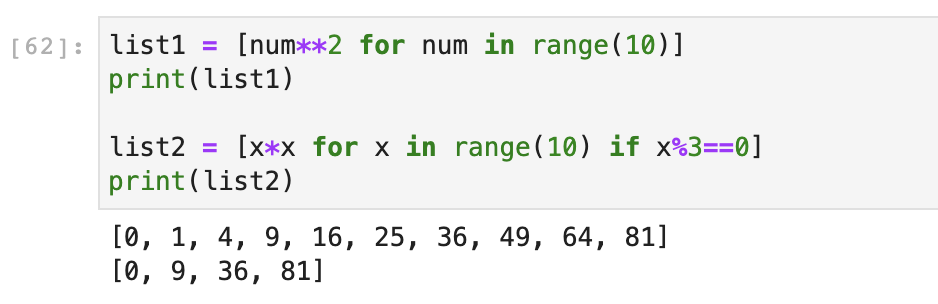 [62]: list1 = [num**2 for num in range(10)]
print(list1)
list2 = [x*x for x in range(10) if x%3==0]
print(list2)
[0, 1, 4, 9, 16, 25, 36, 49, 64, 81]
[0, 9, 36, 81]